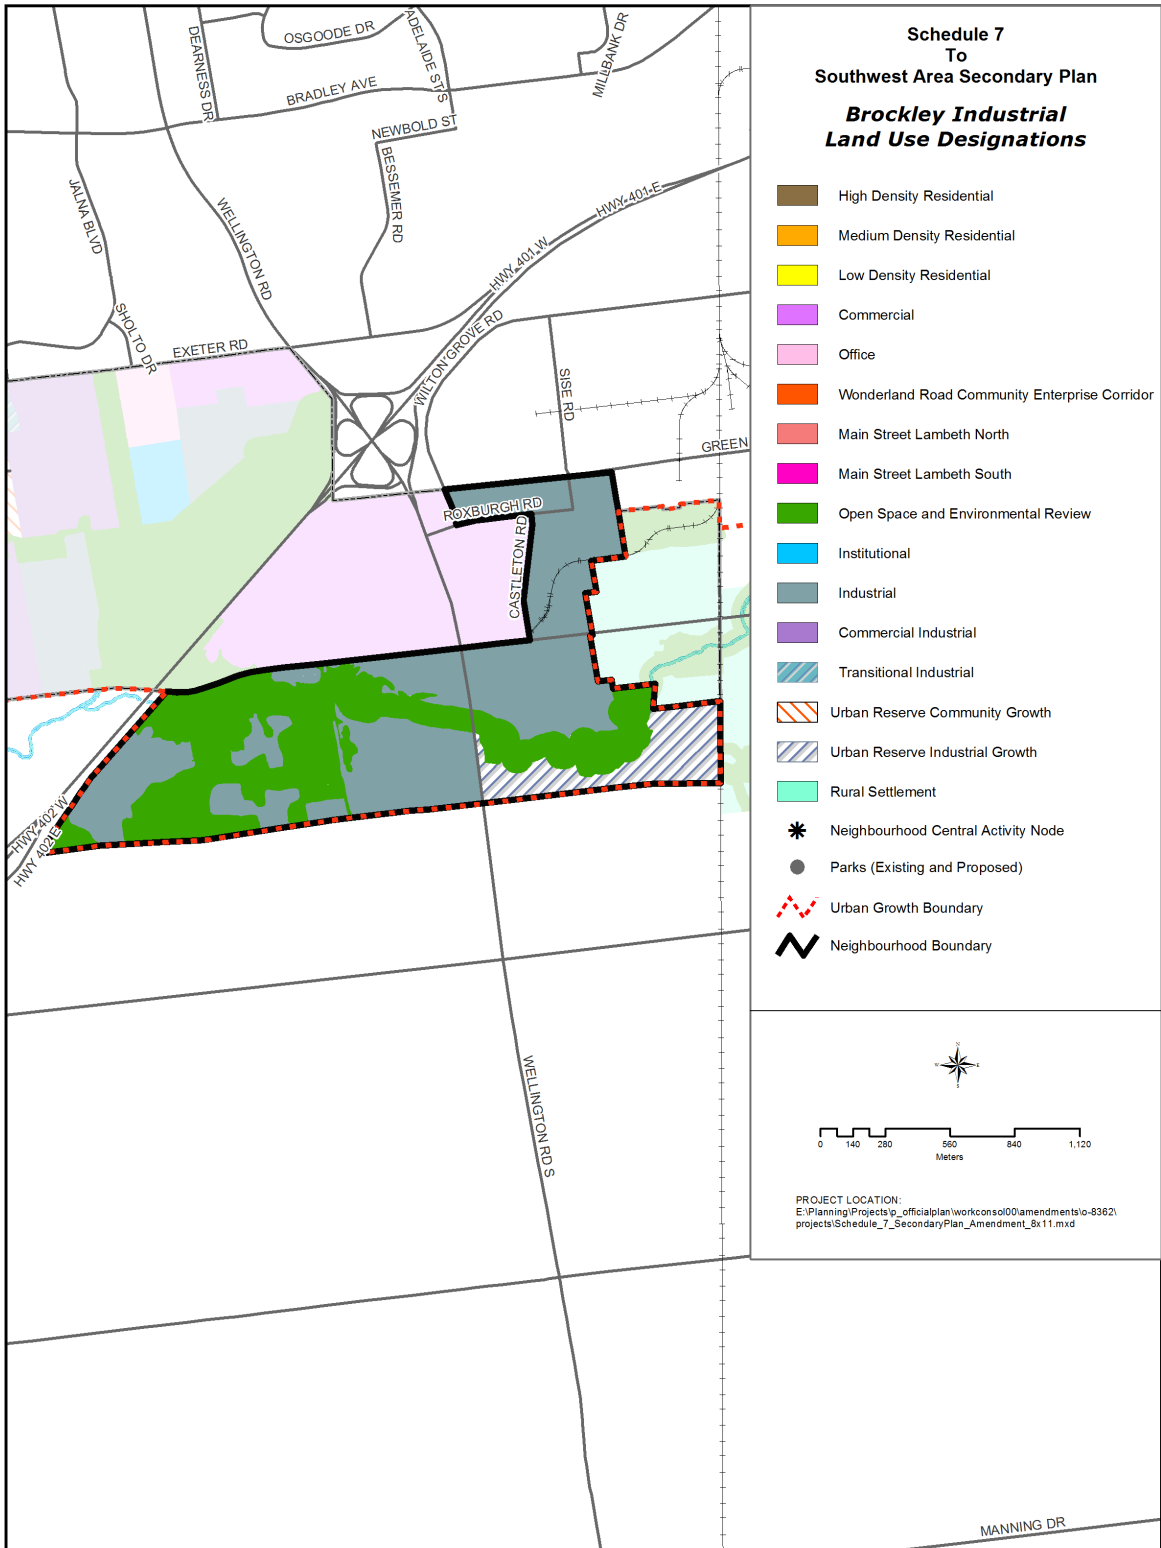 Schedule 7
To
Southwest Area Secondary Plan
Brockley Industrial
Land Use Designations
High Density Residential
Medium Density Residential
Low Density Residential
Commercial
Office
Wonderland Road Community Enterprise Corridor
Main Street Lambeth North
Main Street Lambeth South
Open Space and Environmental Review
Institutional
Industrial
Commercial Industrial
Transitional Industrial
Urban Reserve Community Growth
Urban Reserve Industrial Growth
Rural Settlement
Neighbourhood Central Activity Node
Parks (Existing and Proposed)
Urban Growth Boundary
Neighbourhood Boundary
N
W
E
S
0 140 280 560 840 1,120
Meters
PROJECT LOCATION:
E:\Planning\Projects\p_officialplan\workconsol00\amendments\o-8362\
projects\Schedule_7_SecondaryPlan_Amendment_8x11.mxd
DEARNESS DR
OSGOODE DR
ADELAIDE ST S
MILLBANK DR
BRADLEY AVE
NEWBOLD ST
BESSEMER RD
JALNA BLVD
WELLINGTON RD
HWY 401 E
HWY 401 W
SHOLTO DR
EXETER RD
WILTON GROVE RD
SISE RD
GREEN
ROXBURGH RD
CASTLETON RD
HWY 402 W
HWY 402 E
WELLINGTON RD S
MANNING DR